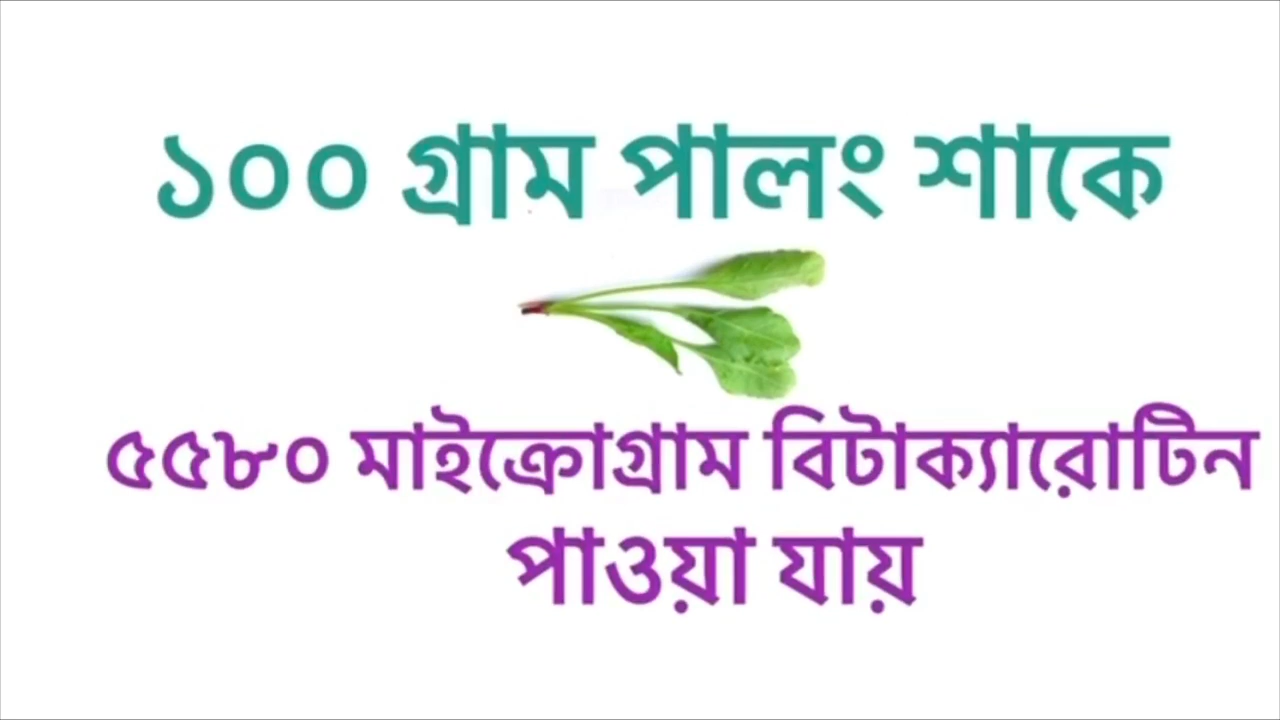 ১০০ গ্রাম পালং শাকে
৫৫৮০ মাইক্রোগ্রাম বিটাক্যারোটিন
পাওয়া যায়